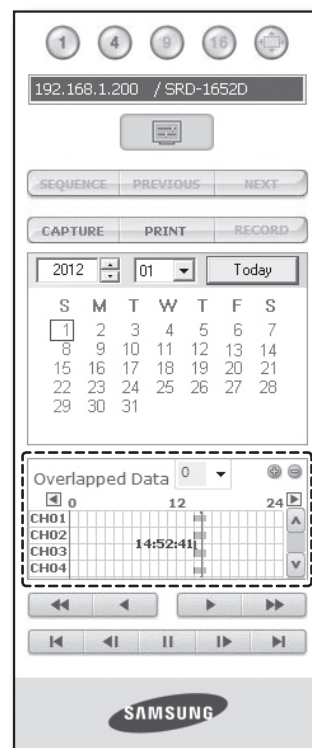 1 4 9 16
192.168.1.200 / SRD-1652D
SEQUENCE PREVIOUS NEXT
CAPTURE PRINT RECORD
2012 01 Today
S M T W T F S
1 2 3 4 5 6 7
8 9 10 11 12 13 14
15 16 17 18 19 20 21
22 23 24 25 26 27 28
29 30 31
Overlapped Data 0
0 12 24
CH01
CH02
14:52:41
CH03
CH04
SAMSUNG